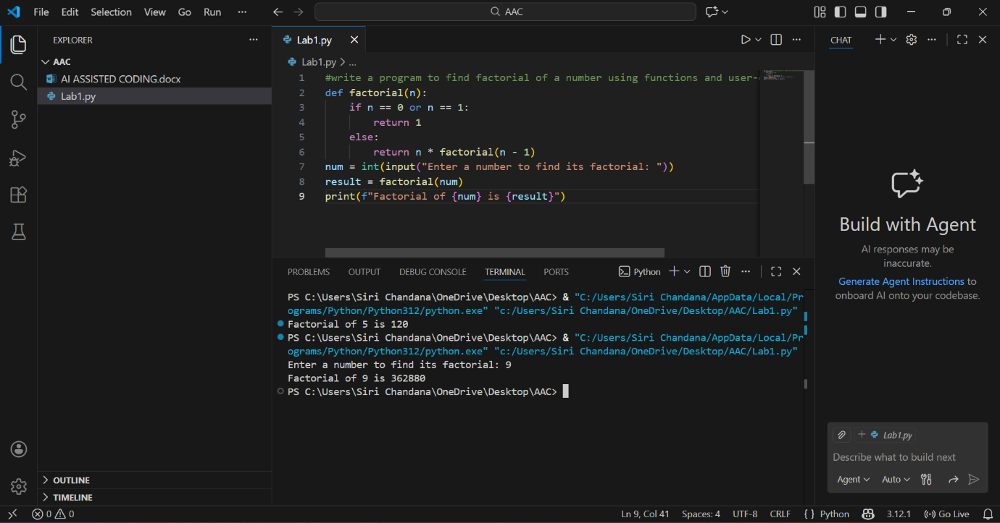 File Edit Selection View Go Run ··· AAC
EXPLORER ···
AAC
AI ASSISTED CODING.docx
Lab1.py
OUTLINE
TIMELINE
Lab1.py
Lab1.py > ...
1 #write a program to find factorial of a number using functions and user-
2 def factorial(n):
3 if n == 0 or n == 1:
4 return 1
5 else:
6 return n * factorial(n - 1)
7 num = int(input("Enter a number to find its factorial: "))
8 result = factorial(num)
9 print(f"Factorial of {num} is {result}")
PROBLEMS OUTPUT DEBUG CONSOLE TERMINAL PORTS Python
PS C:\Users\Siri Chandana\OneDrive\Desktop\AAC> & "C:/Users/Siri Chandana/AppData/Local/Pr
ograms/Python/Python312/python.exe" "c:/Users/Siri Chandana/OneDrive/Desktop/AAC/Lab1.py"
Factorial of 5 is 120
PS C:\Users\Siri Chandana\OneDrive\Desktop\AAC> & "C:/Users/Siri Chandana/AppData/Local/Pr
ograms/Python/Python312/python.exe" "c:/Users/Siri Chandana/OneDrive/Desktop/AAC/Lab1.py"
Enter a number to find its factorial: 9
Factorial of 9 is 362880
PS C:\Users\Siri Chandana\OneDrive\Desktop\AAC>
CHAT
Build with Agent
AI responses may be
inaccurate.
Generate Agent Instructions to
onboard AI onto your codebase.
Lab1.py
Describe what to build next
Agent Auto
0 0 Ln 9, Col 41 Spaces: 4 UTF-8 CRLF {} Python 3.12.1 Go Live